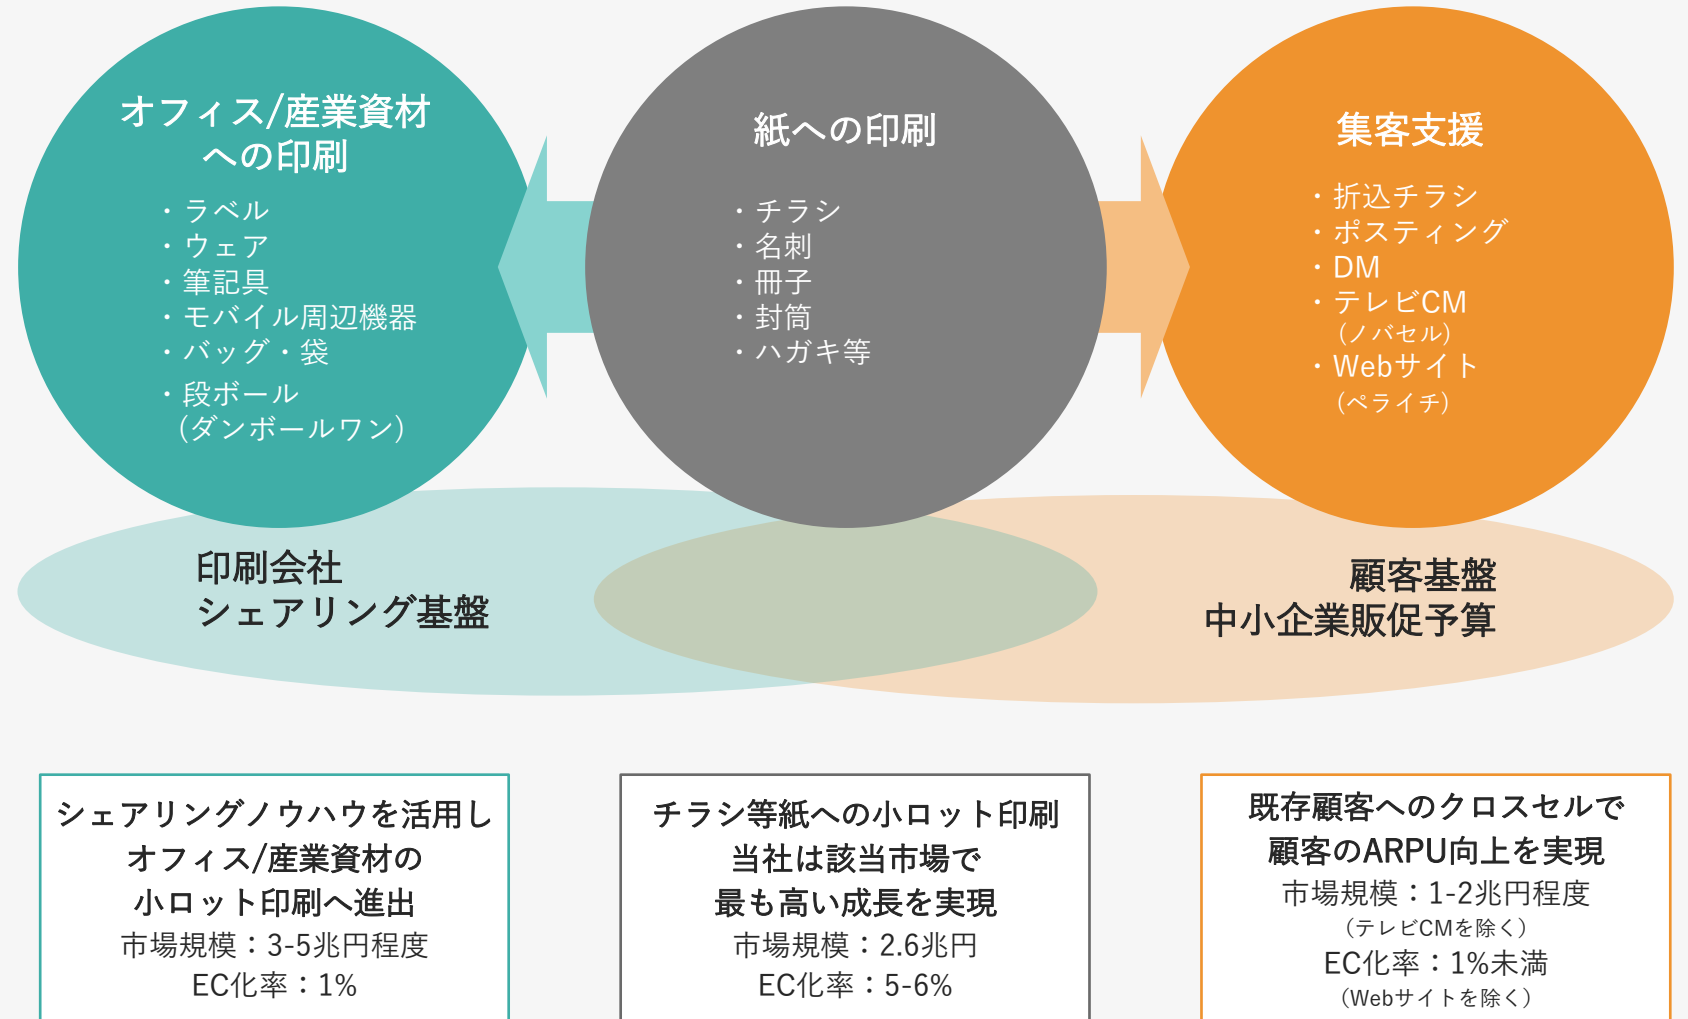 オフィス/産業資材
への印刷
・ラベル
・ウェア
・筆記具
・モバイル周辺機器
・バッグ・袋
・段ボール
（ダンボールワン）
紙への印刷
・チラシ
・名刺
・冊子
・封筒
・ハガキ等
集客支援
・折込チラシ
・ポスティング
・DM
・テレビCM
（ノバセル）
・Webサイト
（ペライチ）
印刷会社
シェアリング基盤
顧客基盤
中小企業販促予算
シェアリングノウハウを活用し
オフィス/産業資材の
小ロット印刷へ進出
市場規模：3-5兆円程度
EC化率：1%
チラシ等紙への小ロット印刷
当社は該当市場で
最も高い成長を実現
市場規模：2.6兆円
EC化率：5-6%
既存顧客へのクロスセルで
顧客のARPU向上を実現
市場規模：1-2兆円程度
（テレビCMを除く）
EC化率：1%未満
（Webサイトを除く）